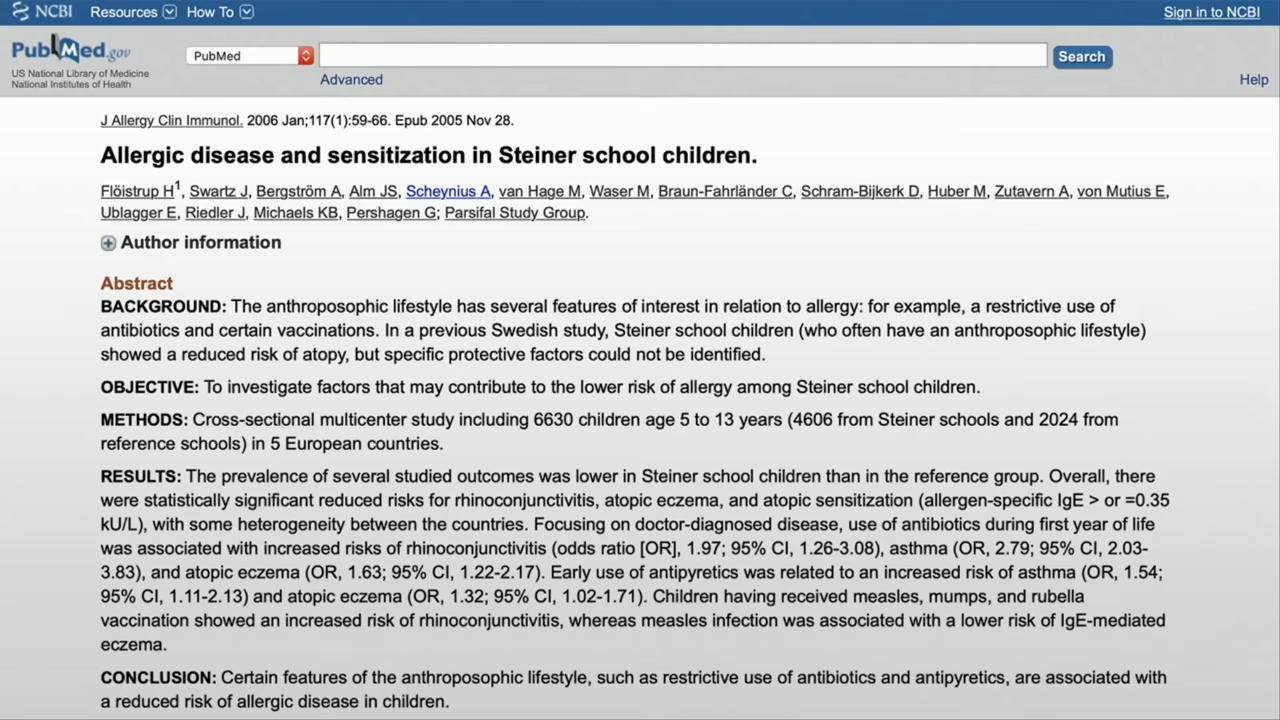 NCBI Resources How To Sign in to NCBI
PubMed.gov
US National Library of Medicine
National Institutes of Health
PubMed
Search
Advanced
Help
J Allergy Clin Immunol. 2006 Jan;117(1):59-66. Epub 2005 Nov 28.
Allergic disease and sensitization in Steiner school children.
Flöistrup H1, Swartz J, Bergström A, Alm JS, Scheynius A, van Hage M, Waser M, Braun-Fahrländer C, Schram-Bijkerk D, Huber M, Zutavern A, von Mutius E,
Ublagger E, Riedler J, Michaels KB, Pershagen G; Parsifal Study Group.
Author information
Abstract
BACKGROUND: The anthroposophic lifestyle has several features of interest in relation to allergy: for example, a restrictive use of
antibiotics and certain vaccinations. In a previous Swedish study, Steiner school children (who often have an anthroposophic lifestyle)
showed a reduced risk of atopy, but specific protective factors could not be identified.
OBJECTIVE: To investigate factors that may contribute to the lower risk of allergy among Steiner school children.
METHODS: Cross-sectional multicenter study including 6630 children age 5 to 13 years (4606 from Steiner schools and 2024 from
reference schools) in 5 European countries.
RESULTS: The prevalence of several studied outcomes was lower in Steiner school children than in the reference group. Overall, there
were statistically significant reduced risks for rhinoconjunctivitis, atopic eczema, and atopic sensitization (allergen-specific IgE > or =0.35
kU/L), with some heterogeneity between the countries. Focusing on doctor-diagnosed disease, use of antibiotics during first year of life
was associated with increased risks of rhinoconjunctivitis (odds ratio [OR], 1.97; 95% CI, 1.26-3.08), asthma (OR, 2.79; 95% CI, 2.03-
3.83), and atopic eczema (OR, 1.63; 95% CI, 1.22-2.17). Early use of antipyretics was related to an increased risk of asthma (OR, 1.54;
95% CI, 1.11-2.13) and atopic eczema (OR, 1.32; 95% CI, 1.02-1.71). Children having received measles, mumps, and rubella
vaccination showed an increased risk of rhinoconjunctivitis, whereas measles infection was associated with a lower risk of IgE-mediated
eczema.
CONCLUSION: Certain features of the anthroposophic lifestyle, such as restrictive use of antibiotics and antipyretics, are associated with
a reduced risk of allergic disease in children.